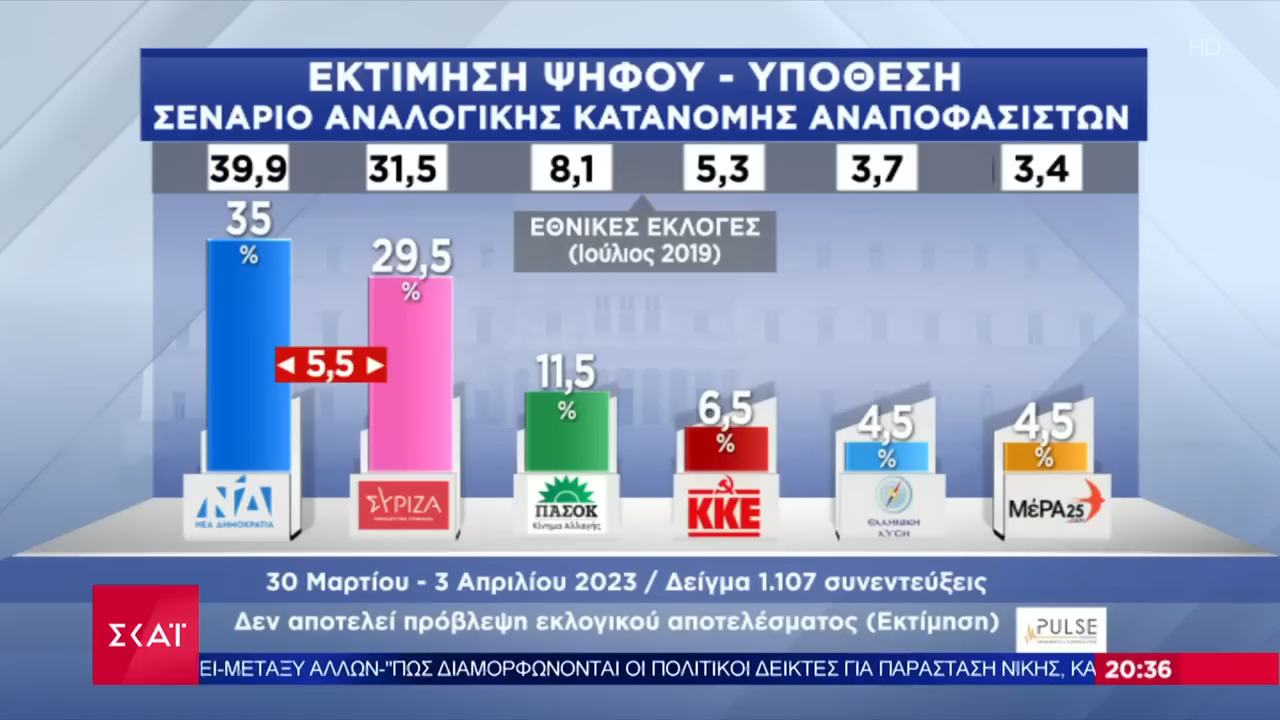 HD
ΕΚΤΙΜΗΣΗ ΨΗΦΟΥ - ΥΠΟΘΕΣΗ
ΣΕΝΑΡΙΟ ΑΝΑΛΟΓΙΚΗΣ ΚΑΤΑΝΟΜΗΣ ΑΝΑΠΟΦΑΣΙΣΤΩΝ
39,9 31,5 8,1 5,3 3,7 3,4
ΕΘΝΙΚΕΣ ΕΚΛΟΓΕΣ
(Ιούλιος 2019)
35 %
29,5 %
◄ 5,5 ►
11,5 %
6,5 %
4,5 %
4,5 %
ΝΔ
ΝΕΑ ΔΗΜΟΚΡΑΤΙΑ
ΣΥΡΙΖΑ
ΠΑΣΟΚ
Κίνημα Αλλαγής
ΚΚΕ
ΕΛΛΗΝΙΚΗ
ΛΥΣΗ
ΜέΡΑ25
30 Μαρτίου - 3 Απριλίου 2023 / Δείγμα 1.107 συνεντεύξεις
Δεν αποτελεί πρόβλεψη εκλογικού αποτελέσματος (Εκτίμηση)
PULSE
ΣΚΑΪ
ΕΙ-ΜΕΤΑΞΥ ΑΛΛΩΝ-"ΠΩΣ ΔΙΑΜΟΡΦΩΝΟΝΤΑΙ ΟΙ ΠΟΛΙΤΙΚΟΙ ΔΕΙΚΤΕΣ ΓΙΑ ΠΑΡΑΣΤΑΣΗ ΝΙΚΗΣ, ΚΑ
20:36